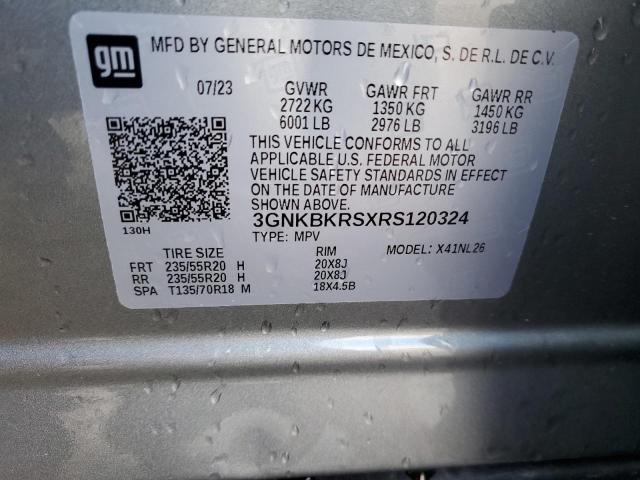 gm MFD BY GENERAL MOTORS DE MEXICO, S. DE R.L. DE C.V.
07/23 GVWR GAWR FRT GAWR RR
2722 KG 1350 KG 1450 KG
6001 LB 2976 LB 3196 LB
THIS VEHICLE CONFORMS TO ALL
APPLICABLE U.S. FEDERAL MOTOR
VEHICLE SAFETY STANDARDS IN EFFECT
ON THE DATE OF MANUFACTURE
SHOWN ABOVE.
3GNKBKRSXRS120324
130H TYPE: MPV MODEL: X41NL26
TIRE SIZE RIM
FRT 235/55R20 H 20X8J
RR 235/55R20 H 20X8J
SPA T135/70R18 M 18X4.5B